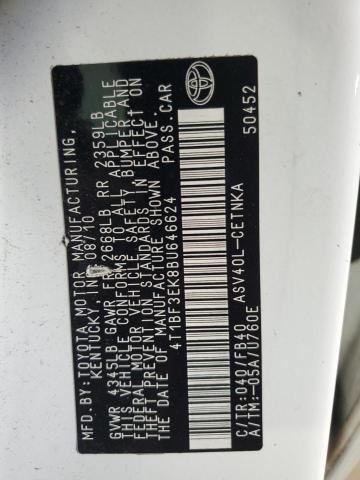 MFD.BY:TOYOTA MOTOR MANUFACTURING,
KENTUCKY,INC. 08/10
GVWR 4345LB GAWR FR 2668LB RR 2359LB
THIS VEHICLE CONFORMS TO ALL APPLICABLE
FEDERAL MOTOR VEHICLE SAFETY, BUMPER,AND
THEFT PREVENTION STANDARDS IN EFFECT ON
THE DATE OF MANUFACTURE SHOWN ABOVE.
4T1BF3EK8BU646624 PASS.CAR
C/TR:040/FB40 ASV40L-CETNKA
A/TM:-05A/U760E 50452